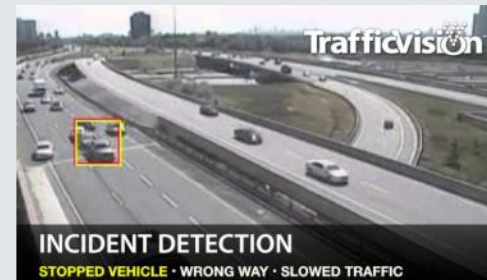 TrafficVision
INCIDENT DETECTION
STOPPED VEHICLE · WRONG WAY · SLOWED TRAFFIC